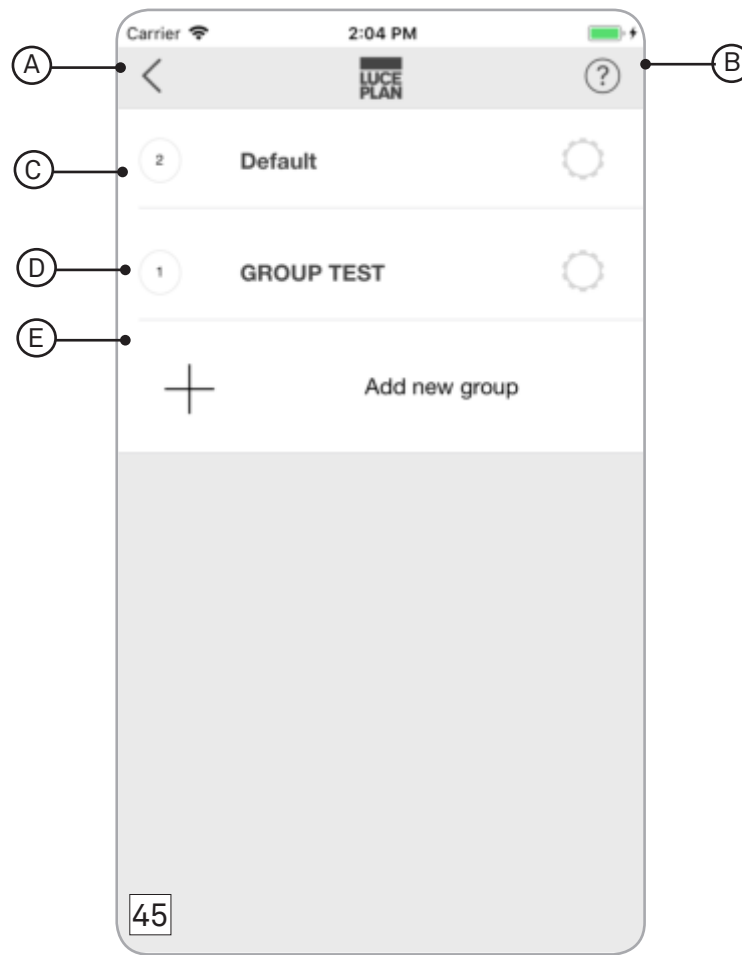 Carrier 2:04 PM
A
LUCE
PLAN
?
B
C
2 Default
D
1 GROUP TEST
E
Add new group
45